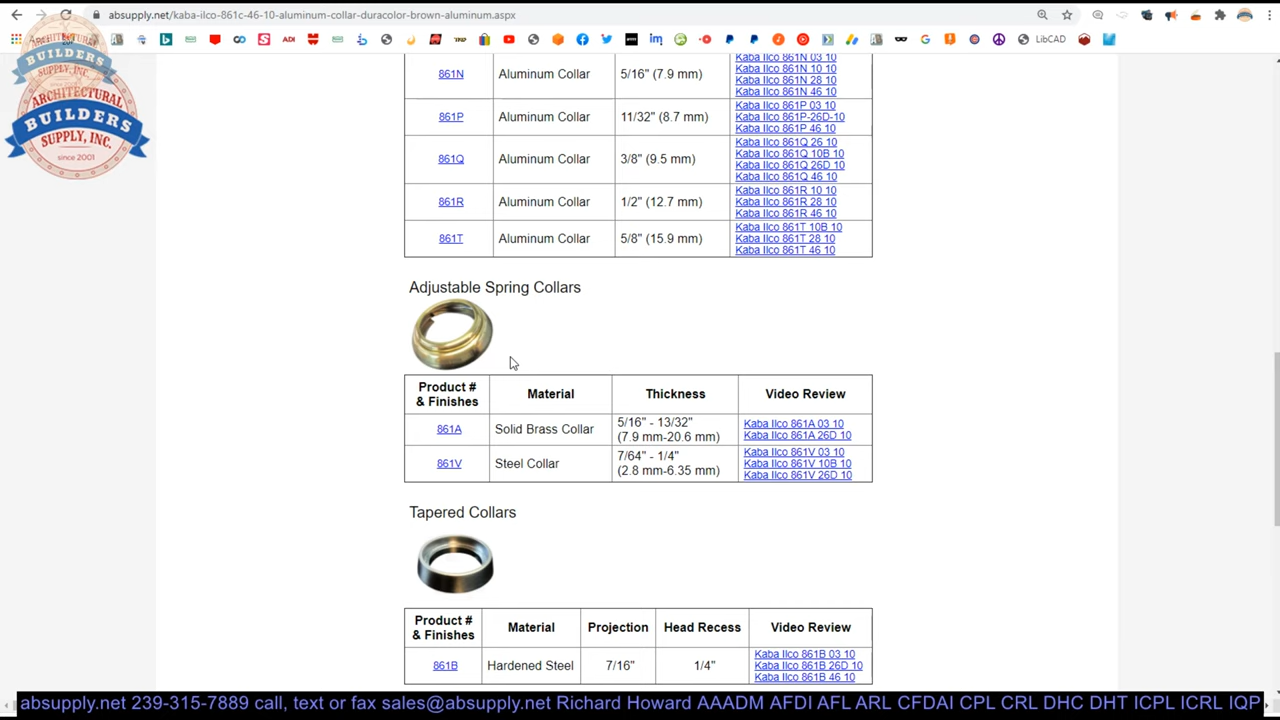 absupply.net/kaba-ilco-861c-46-10-aluminum-collar-duracolor-brown-aluminum.aspx
LibCAD
ARCHITECTURAL
BUILDERS
SUPPLY, INC.
ARCHITECTURAL
BUILDERS
SUPPLY, INC.
since 2001
861N Aluminum Collar 5/16" (7.9 mm)
Kaba Ilco 861N 03 10
Kaba Ilco 861N 10 10
Kaba Ilco 861N 28 10
Kaba Ilco 861N 46 10
861P Aluminum Collar 11/32" (8.7 mm)
Kaba Ilco 861P 03 10
Kaba Ilco 861P-26D-10
Kaba Ilco 861P 46 10
861Q Aluminum Collar 3/8" (9.5 mm)
Kaba Ilco 861Q 26 10
Kaba Ilco 861Q 10B 10
Kaba Ilco 861Q 26D 10
Kaba Ilco 861Q 46 10
861R Aluminum Collar 1/2" (12.7 mm)
Kaba Ilco 861R 10 10
Kaba Ilco 861R 28 10
Kaba Ilco 861R 46 10
861T Aluminum Collar 5/8" (15.9 mm)
Kaba Ilco 861T 10B 10
Kaba Ilco 861T 28 10
Kaba Ilco 861T 46 10
Adjustable Spring Collars
Product # & Finishes Material Thickness Video Review
861A Solid Brass Collar 5/16" - 13/32" (7.9 mm-20.6 mm)
Kaba Ilco 861A 03 10
Kaba Ilco 861A 26D 10
861V Steel Collar 7/64" - 1/4" (2.8 mm-6.35 mm)
Kaba Ilco 861V 03 10
Kaba Ilco 861V 10B 10
Kaba Ilco 861V 26D 10
Tapered Collars
Product # & Finishes Material Projection Head Recess Video Review
861B Hardened Steel 7/16" 1/4"
Kaba Ilco 861B 03 10
Kaba Ilco 861B 26D 10
Kaba Ilco 861B 46 10
absupply.net 239-315-7889 call, text or fax sales@absupply.net Richard Howard AAADM AFDI AFL ARL CFDAI CPL CRL DHC DHT ICPL ICRL IQP